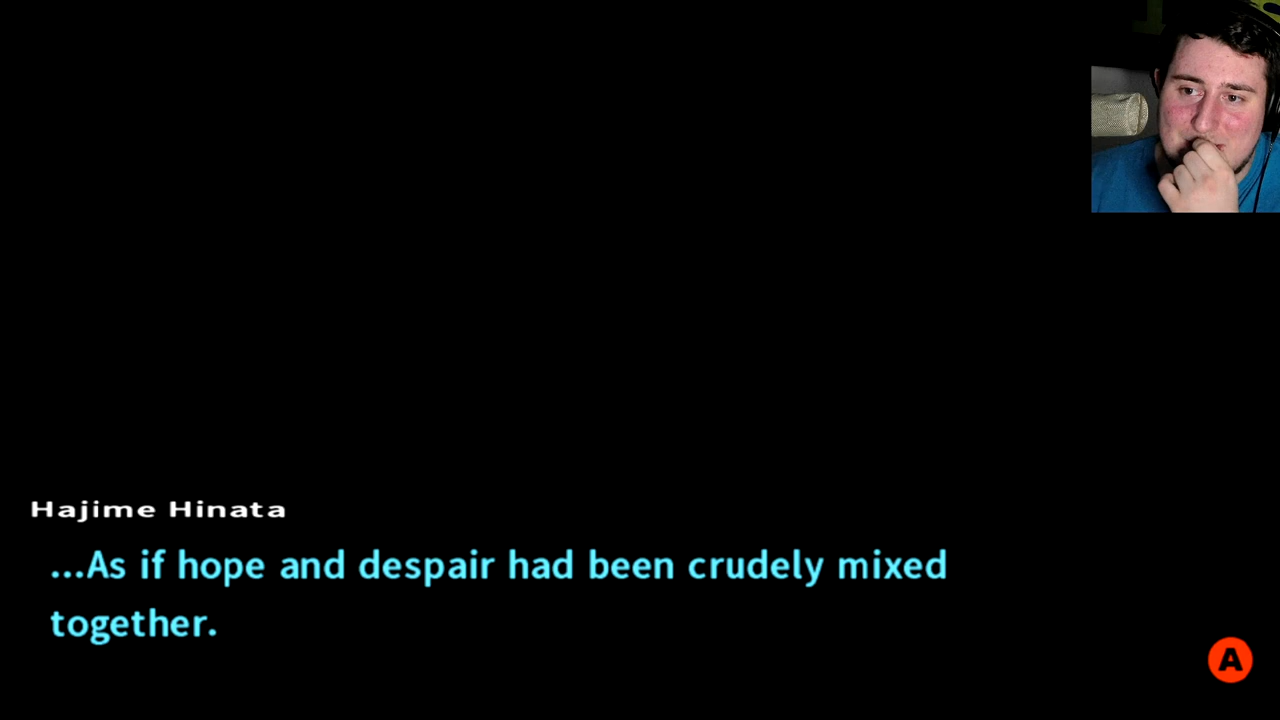 Hajime Hinata
...As if hope and despair had been crudely mixed
together.
A